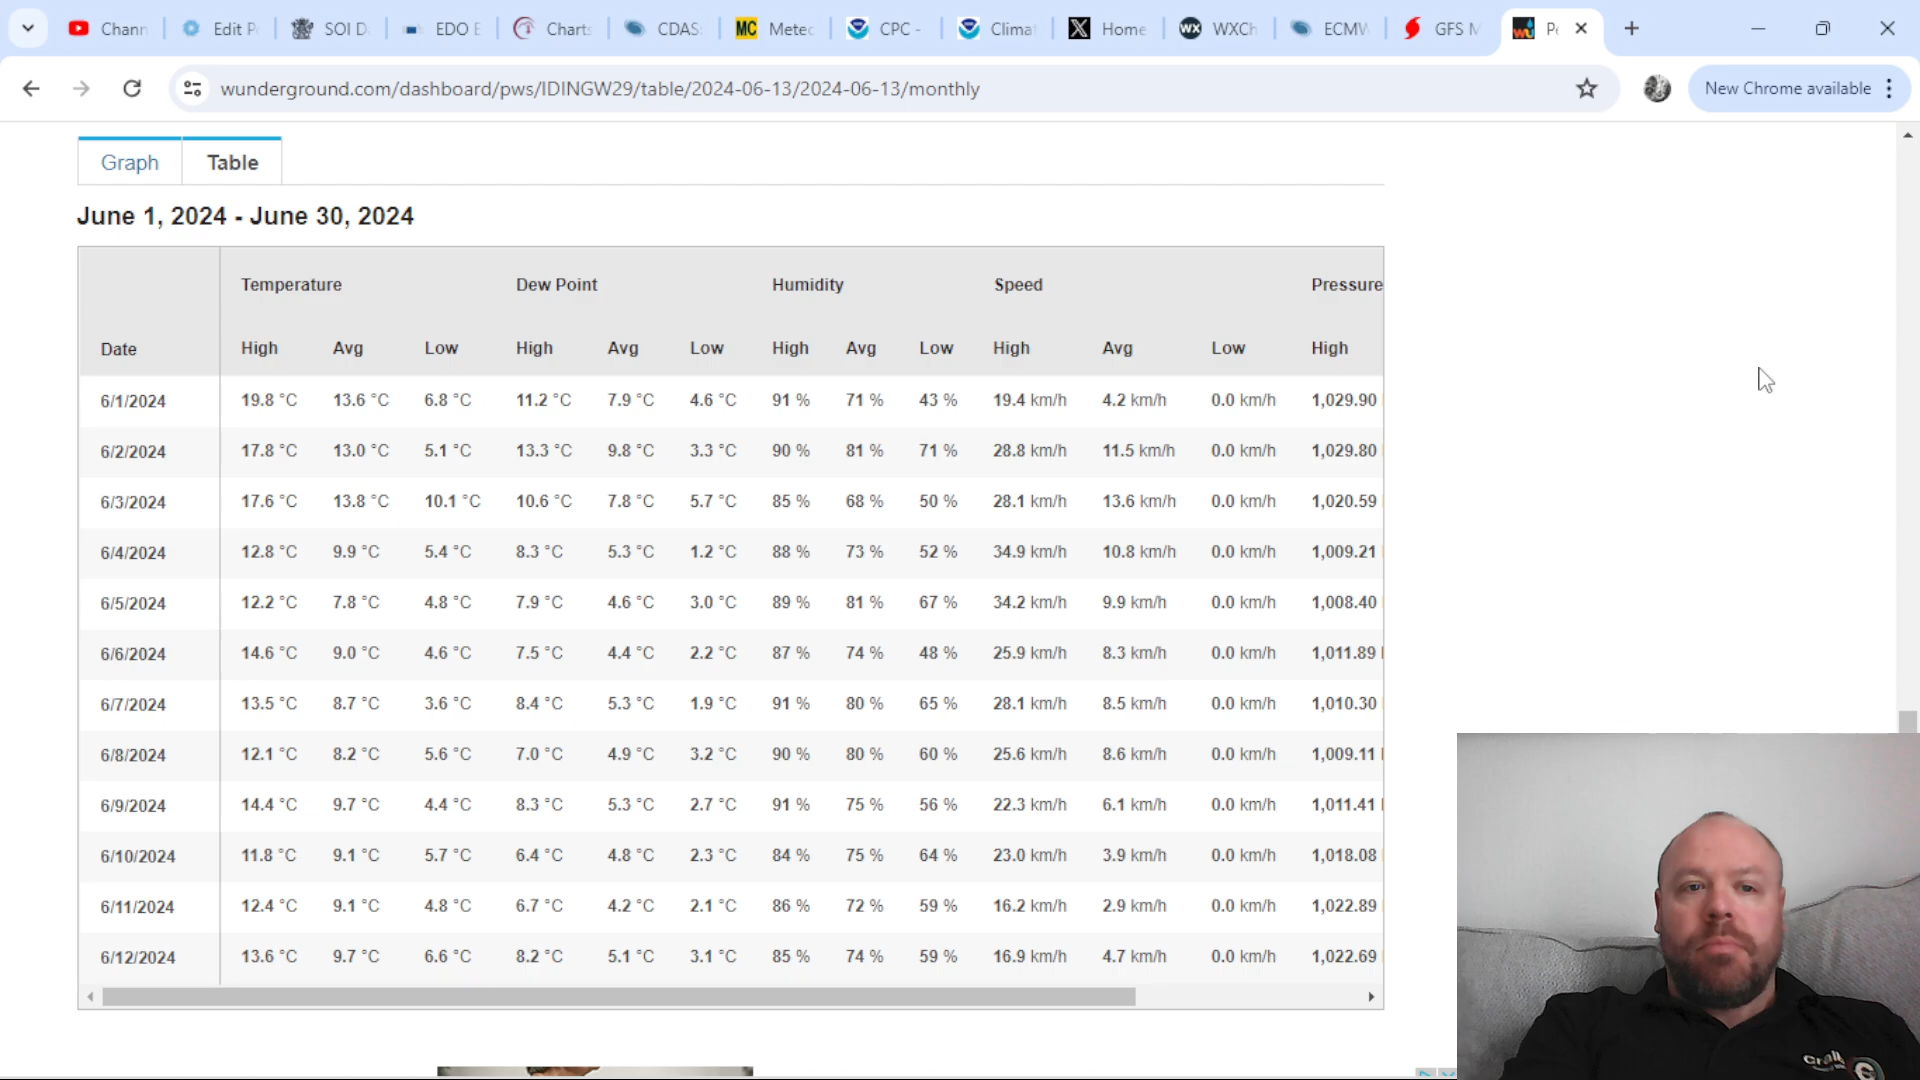 Chann
Edit P
SOI D
EDO E
Charts
CDAS
MC
Metec
CPC -
Climat
Home
WX
WXCh
ECMW
GFS M
wunderground.com/dashboard/pws/IDINGW29/table/2024-06-13/2024-06-13/monthly
New Chrome available
Graph
Table
June 1, 2024 - June 30, 2024
Temperature Dew Point Humidity Speed Pressure
Date High Avg Low High Avg Low High Avg Low High Avg Low High
6/1/2024 19.8 °C 13.6 °C 6.8 °C 11.2 °C 7.9 °C 4.6 °C 91 % 71 % 43 % 19.4 km/h 4.2 km/h 0.0 km/h 1,029.90
6/2/2024 17.8 °C 13.0 °C 5.1 °C 13.3 °C 9.8 °C 3.3 °C 90 % 81 % 71 % 28.8 km/h 11.5 km/h 0.0 km/h 1,029.80
6/3/2024 17.6 °C 13.8 °C 10.1 °C 10.6 °C 7.8 °C 5.7 °C 85 % 68 % 50 % 28.1 km/h 13.6 km/h 0.0 km/h 1,020.59
6/4/2024 12.8 °C 9.9 °C 5.4 °C 8.3 °C 5.3 °C 1.2 °C 88 % 73 % 52 % 34.9 km/h 10.8 km/h 0.0 km/h 1,009.21
6/5/2024 12.2 °C 7.8 °C 4.8 °C 7.9 °C 4.6 °C 3.0 °C 89 % 81 % 67 % 34.2 km/h 9.9 km/h 0.0 km/h 1,008.40
6/6/2024 14.6 °C 9.0 °C 4.6 °C 7.5 °C 4.4 °C 2.2 °C 87 % 74 % 48 % 25.9 km/h 8.3 km/h 0.0 km/h 1,011.89
6/7/2024 13.5 °C 8.7 °C 3.6 °C 8.4 °C 5.3 °C 1.9 °C 91 % 80 % 65 % 28.1 km/h 8.5 km/h 0.0 km/h 1,010.30
6/8/2024 12.1 °C 8.2 °C 5.6 °C 7.0 °C 4.9 °C 3.2 °C 90 % 80 % 60 % 25.6 km/h 8.6 km/h 0.0 km/h 1,009.11
6/9/2024 14.4 °C 9.7 °C 4.4 °C 8.3 °C 5.3 °C 2.7 °C 91 % 75 % 56 % 22.3 km/h 6.1 km/h 0.0 km/h 1,011.41
6/10/2024 11.8 °C 9.1 °C 5.7 °C 6.4 °C 4.8 °C 2.3 °C 84 % 75 % 64 % 23.0 km/h 3.9 km/h 0.0 km/h 1,018.08
6/11/2024 12.4 °C 9.1 °C 4.8 °C 6.7 °C 4.2 °C 2.1 °C 86 % 72 % 59 % 16.2 km/h 2.9 km/h 0.0 km/h 1,022.89
6/12/2024 13.6 °C 9.7 °C 6.6 °C 8.2 °C 5.1 °C 3.1 °C 85 % 74 % 59 % 16.9 km/h 4.7 km/h 0.0 km/h 1,022.69